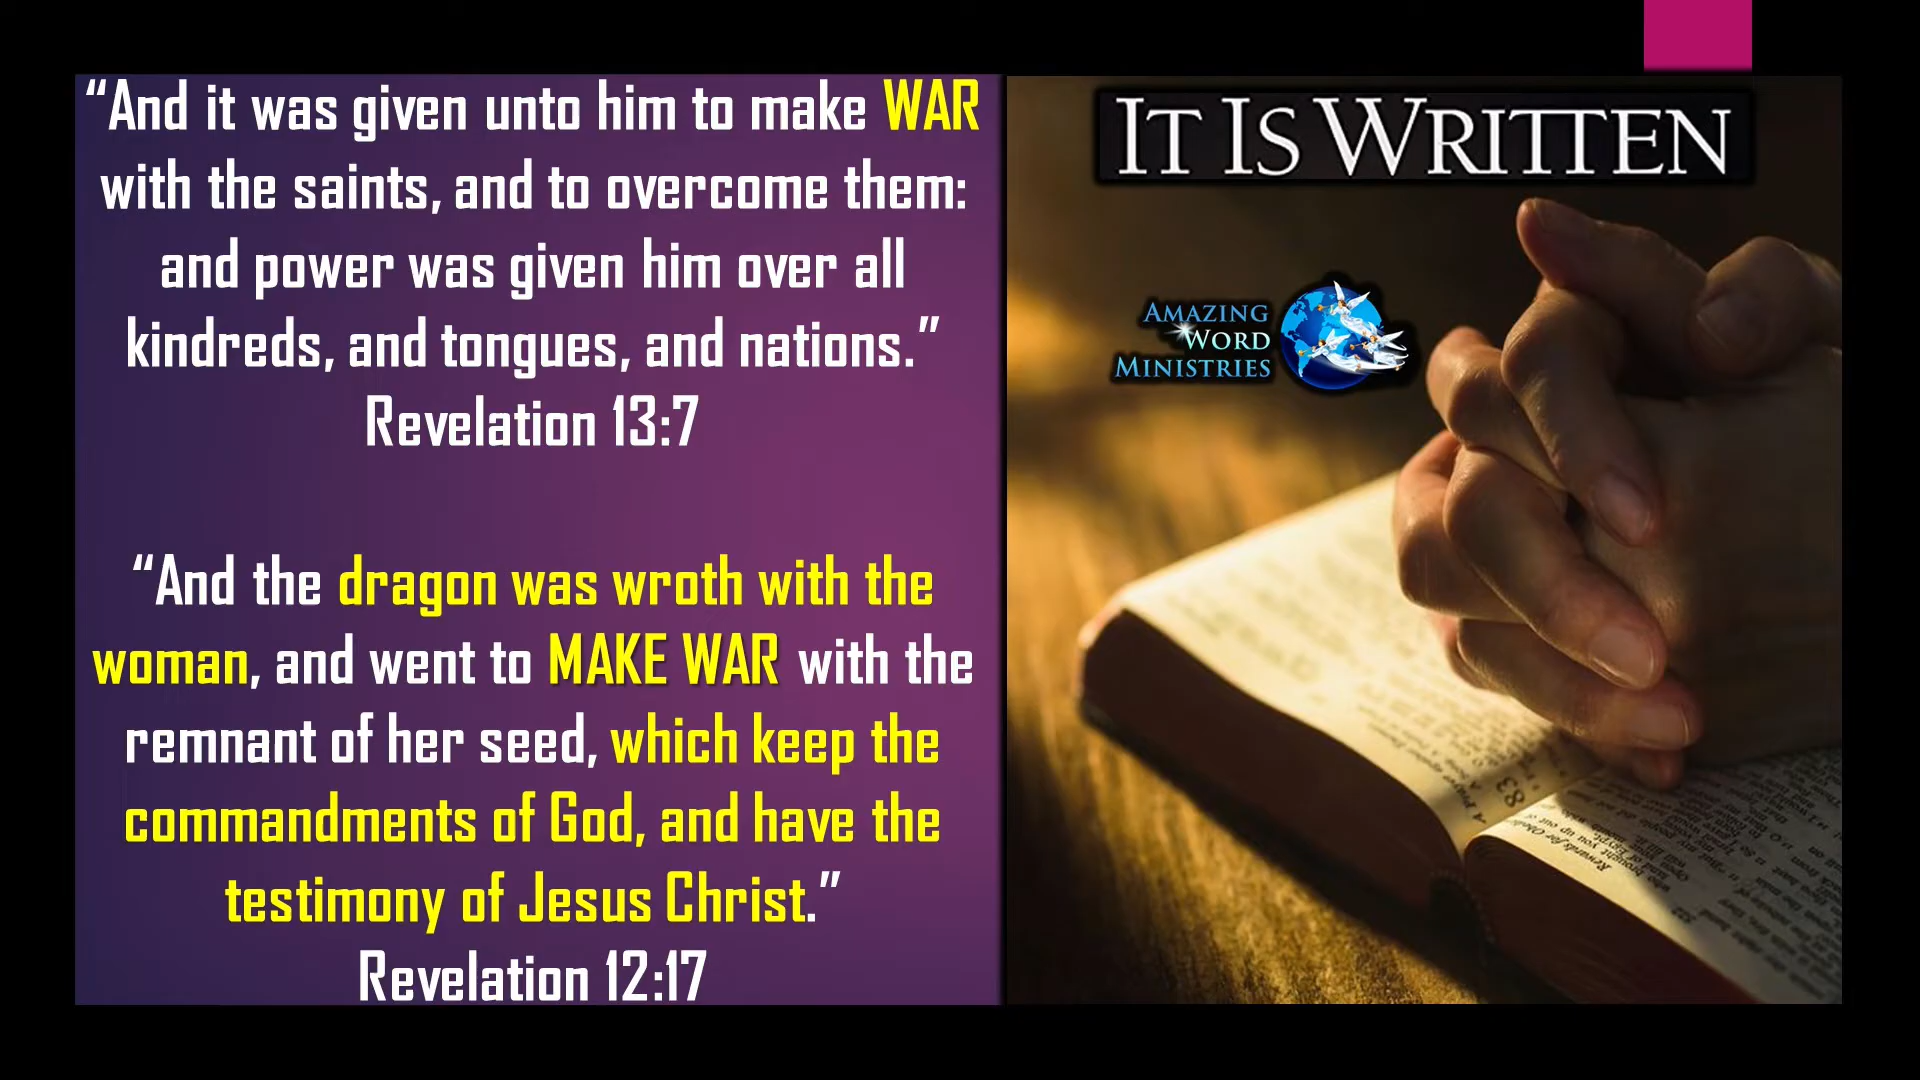 “And it was given unto him to make WAR
with the saints, and to overcome them:
and power was given him over all
kindreds, and tongues, and nations.”
Revelation 13:7
“And the dragon was wroth with the
woman, and went to MAKE WAR with the
remnant of her seed, which keep the
commandments of God, and have the
testimony of Jesus Christ.”
Revelation 12:17
IT IS WRITTEN
AMAZING
WORD
MINISTRIES
83